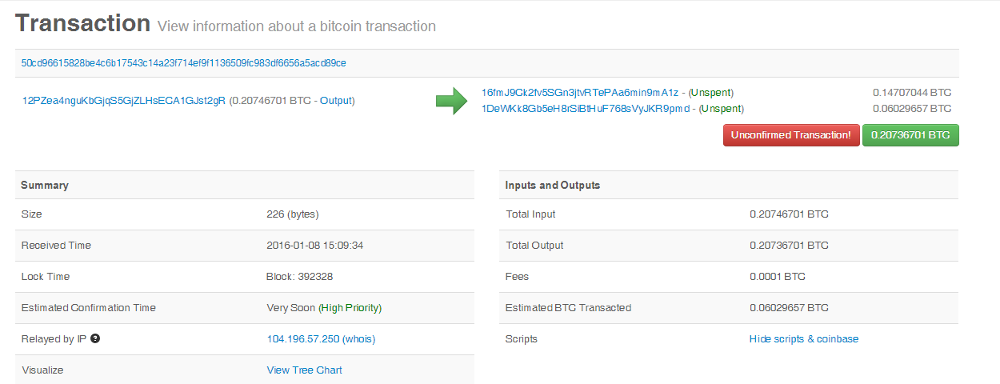 Transaction View information about a bitcoin transaction
50cd96615828be4c6b17543c14a23f714ef9f1136509fc983df6656a5acd89ce
12PZea4nguKbGjqS5GjZLHsECA1GJst2gR (0.20746701 BTC - Output)
16fmJ9Ck2fv5SGn3jtvRTePAa6min9mA1z - (Unspent) 0.14707044 BTC
1DeWKk8Gb5eH8rSiBtHuF768sVyJKR9pmd - (Unspent) 0.06029657 BTC
Unconfirmed Transaction! 0.20736701 BTC
Summary
Size 226 (bytes)
Received Time 2016-01-08 15:09:34
Lock Time Block: 392328
Estimated Confirmation Time Very Soon (High Priority)
Relayed by IP ? 104.196.57.250 (whois)
Visualize View Tree Chart
Inputs and Outputs
Total Input 0.20746701 BTC
Total Output 0.20736701 BTC
Fees 0.0001 BTC
Estimated BTC Transacted 0.06029657 BTC
Scripts Hide scripts & coinbase